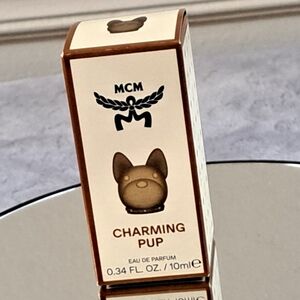 MCM
CHARMING
PUP
EAU DE PARFUM
0.34 FL. OZ. / 10ml℮